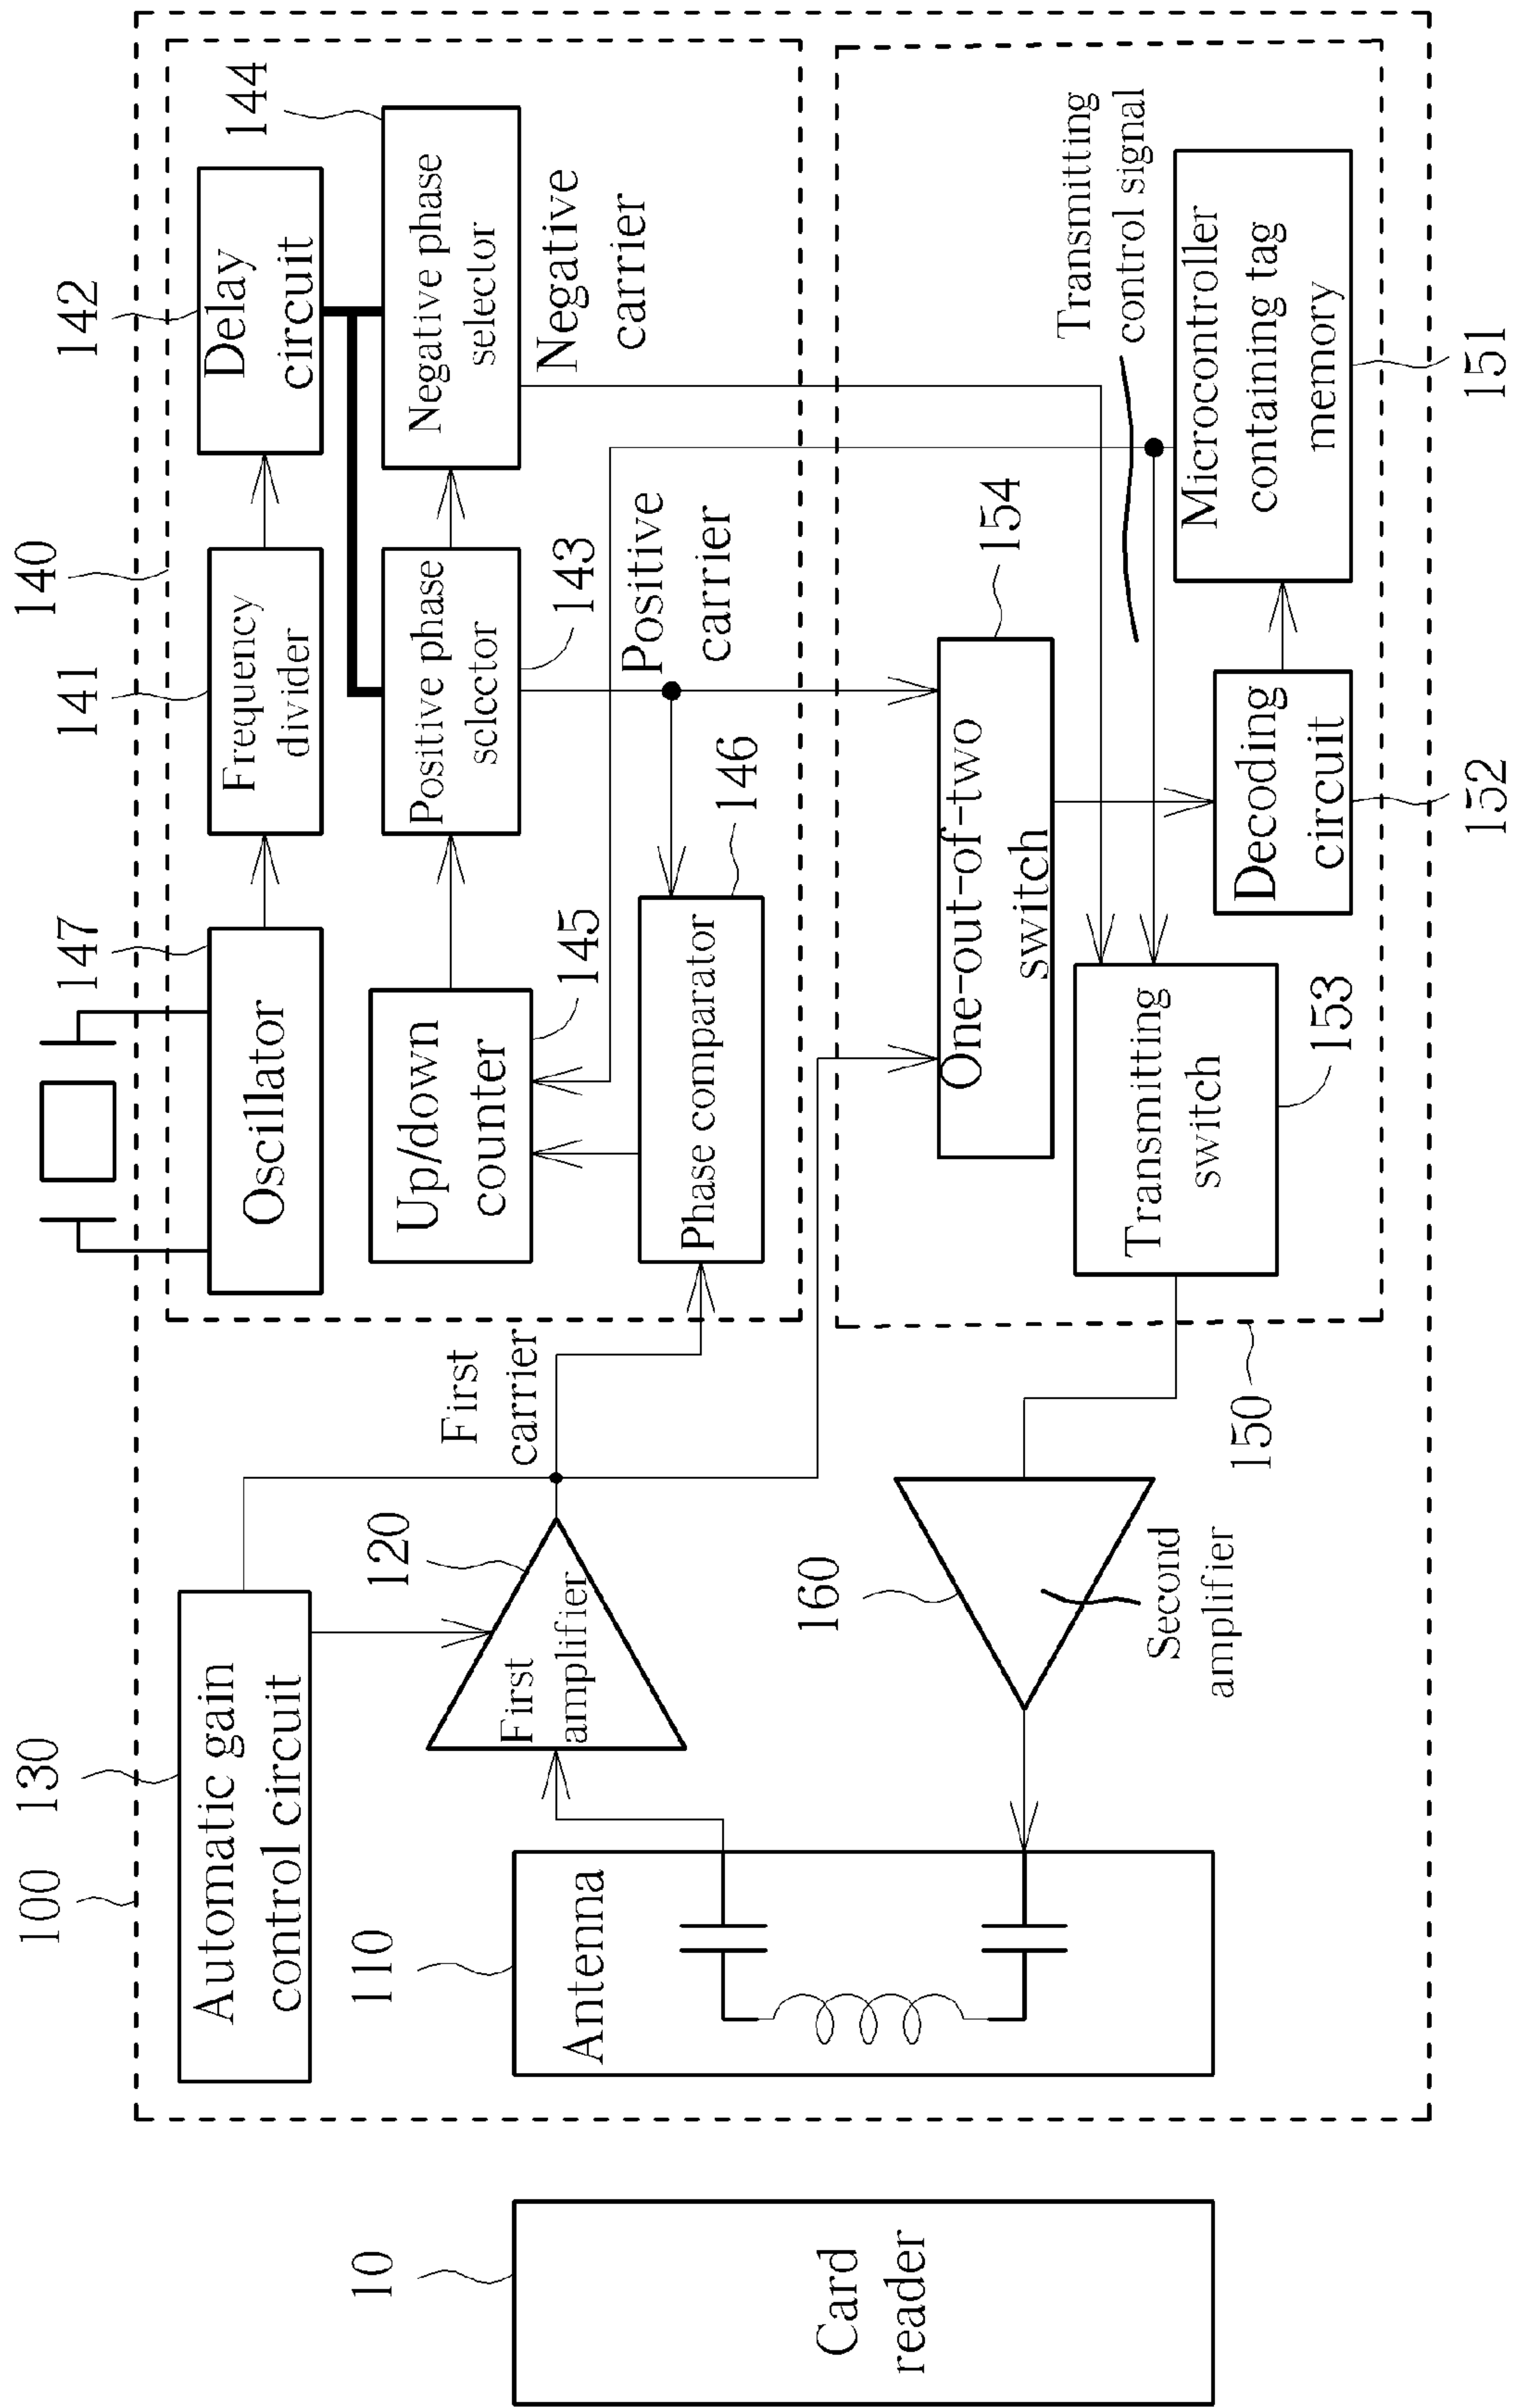 100
130
147
140
141
142
144
Automatic gain
control circuit
Oscillator
Frequency
divider
Delay
circuit
Negative phase
selector
Positive phase
selector
143
Up/down
counter
145
Negative
carrier
Positive
carrier
Phase comparator
146
First
carrier
120
First
amplifier
110
Antenna
10
Card
reader
160
Second
amplifier
150
One-out-of-two
switch
154
Transmitting
control signal
Transmitting
switch
153
Decoding
circuit
152
Microcontroller
containing tag
memory
151